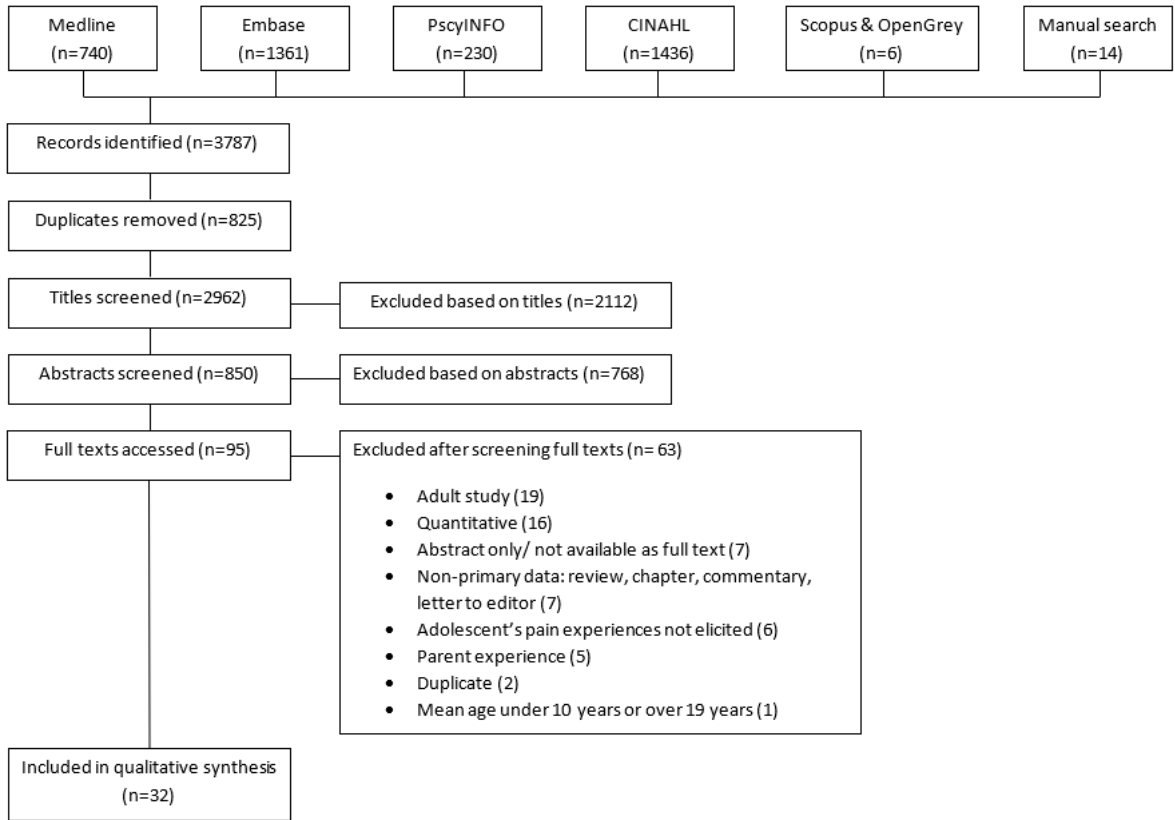 Medline
(n=740)
Embase
(n=1361)
PscyINFO
(n=230)
CINAHL
(n=1436)
Scopus & OpenGrey
(n=6)
Manual search
(n=14)
Records identified (n=3787)
Duplicates removed (n=825)
Titles screened (n=2962)
Excluded based on titles (n=2112)
Abstracts screened (n=850)
Excluded based on abstracts (n=768)
Full texts accessed (n=95)
Excluded after screening full texts (n= 63)
• Adult study (19)
• Quantitative (16)
• Abstract only/ not available as full text (7)
• Non-primary data: review, chapter, commentary,
letter to editor (7)
• Adolescent's pain experiences not elicited (6)
• Parent experience (5)
• Duplicate (2)
• Mean age under 10 years or over 19 years (1)
Included in qualitative synthesis
(n=32)